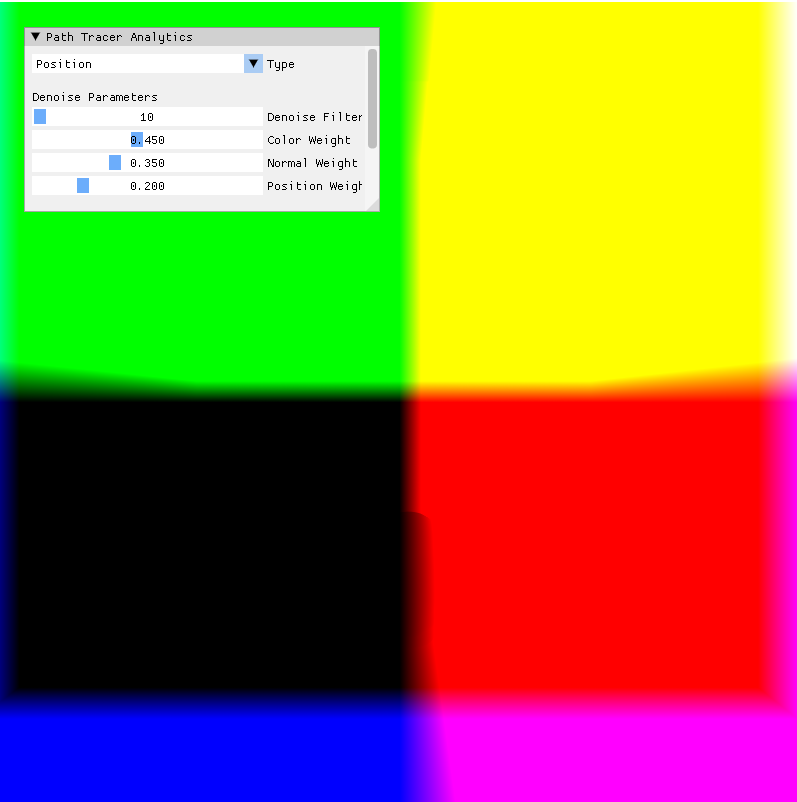 ▼ Path Tracer Analytics
Position ▼ Type
Denoise Parameters
10 Denoise Filter
0.450 Color Weight
0.350 Normal Weight
0.200 Position Weigh